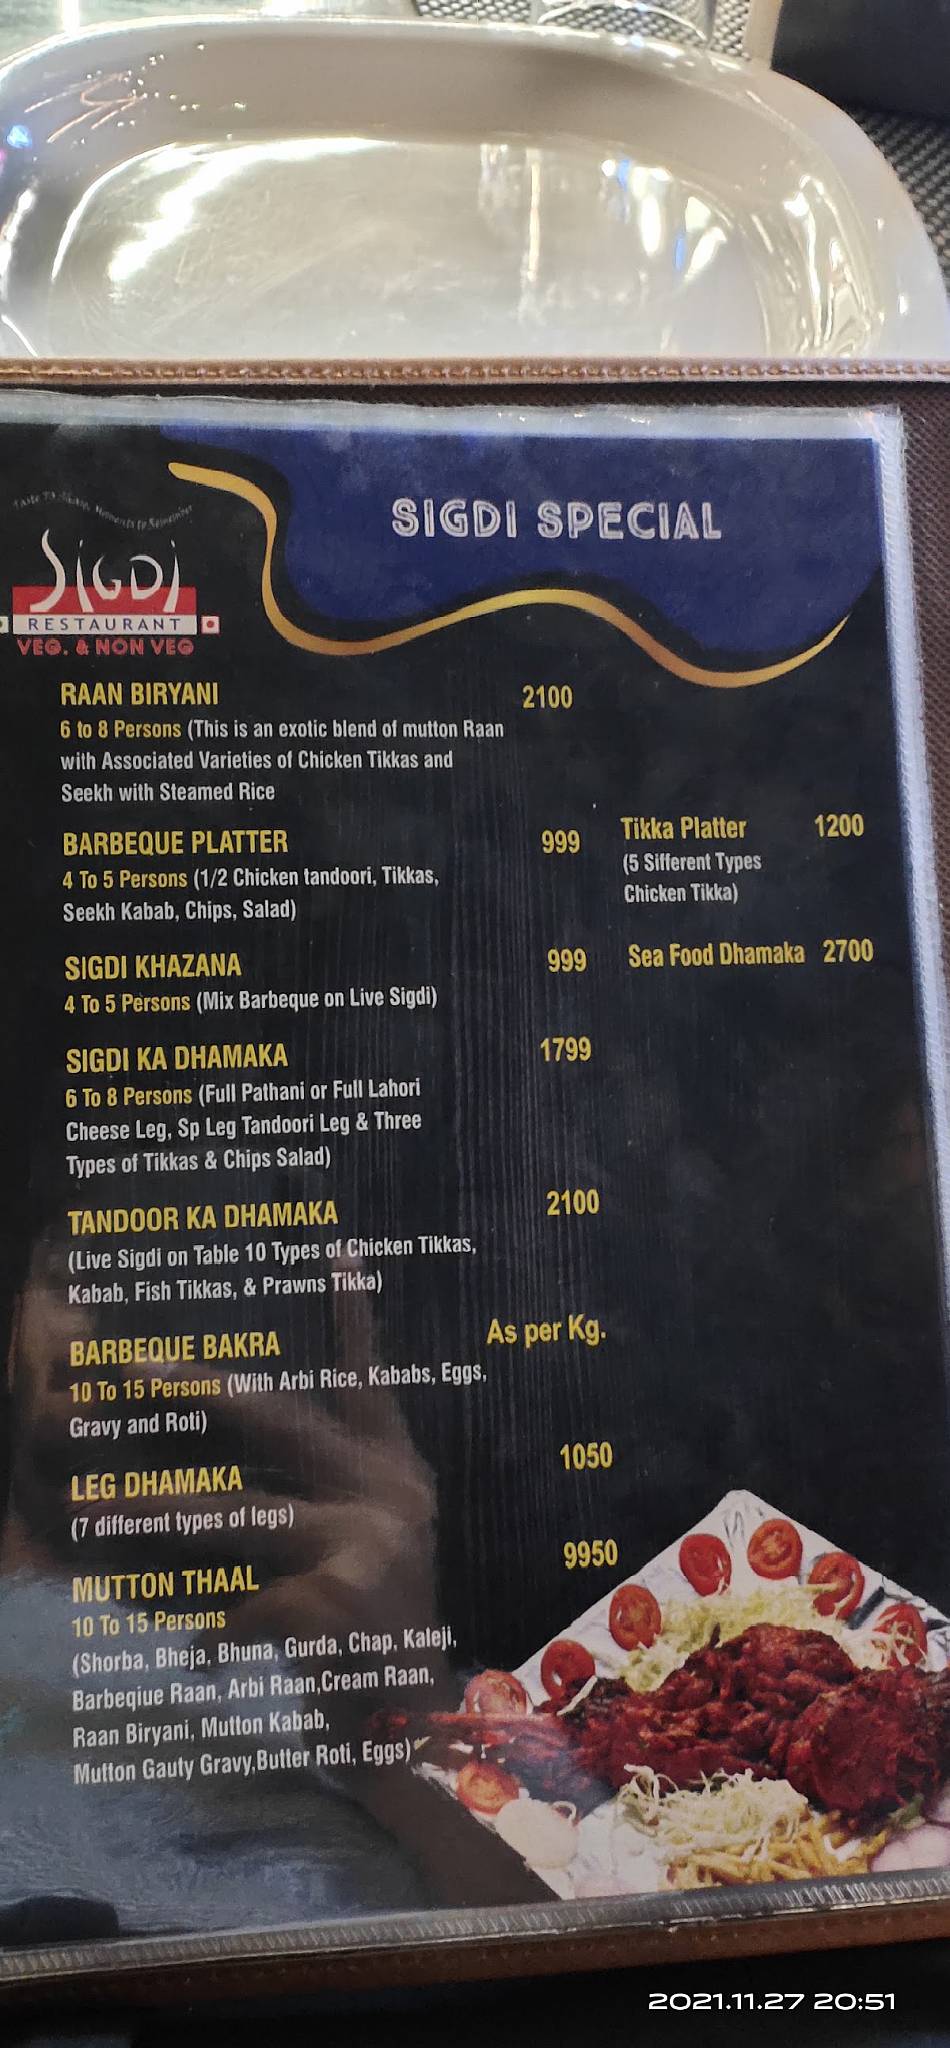 Taste To Share, Moments to Remember
SIGDI
RESTAURANT
VEG. & NON VEG
SIGDI SPECIAL
RAAN BIRYANI 2100
6 to 8 Persons (This is an exotic blend of mutton Raan
with Associated Varieties of Chicken Tikkas and
Seekh with Steamed Rice
BARBEQUE PLATTER 999
4 To 5 Persons (1/2 Chicken tandoori, Tikkas,
Seekh Kabab, Chips, Salad)
Tikka Platter 1200
(5 Sifferent Types
Chicken Tikka)
SIGDI KHAZANA 999
4 To 5 Persons (Mix Barbeque on Live Sigdi)
Sea Food Dhamaka 2700
SIGDI KA DHAMAKA 1799
6 To 8 Persons (Full Pathani or Full Lahori
Cheese Leg, Sp Leg Tandoori Leg & Three
Types of Tikkas & Chips Salad)
TANDOOR KA DHAMAKA 2100
(Live Sigdi on Table 10 Types of Chicken Tikkas,
Kabab, Fish Tikkas, & Prawns Tikka)
BARBEQUE BAKRA As per Kg.
10 To 15 Persons (With Arbi Rice, Kababs, Eggs,
Gravy and Roti)
LEG DHAMAKA 1050
(7 different types of legs)
MUTTON THAAL 9950
10 To 15 Persons
(Shorba, Bheja, Bhuna, Gurda, Chap, Kaleji,
Barbeqiue Raan, Arbi Raan,Cream Raan,
Raan Biryani, Mutton Kabab,
Mutton Gauty Gravy,Butter Roti, Eggs)
2021.11.27 20:51